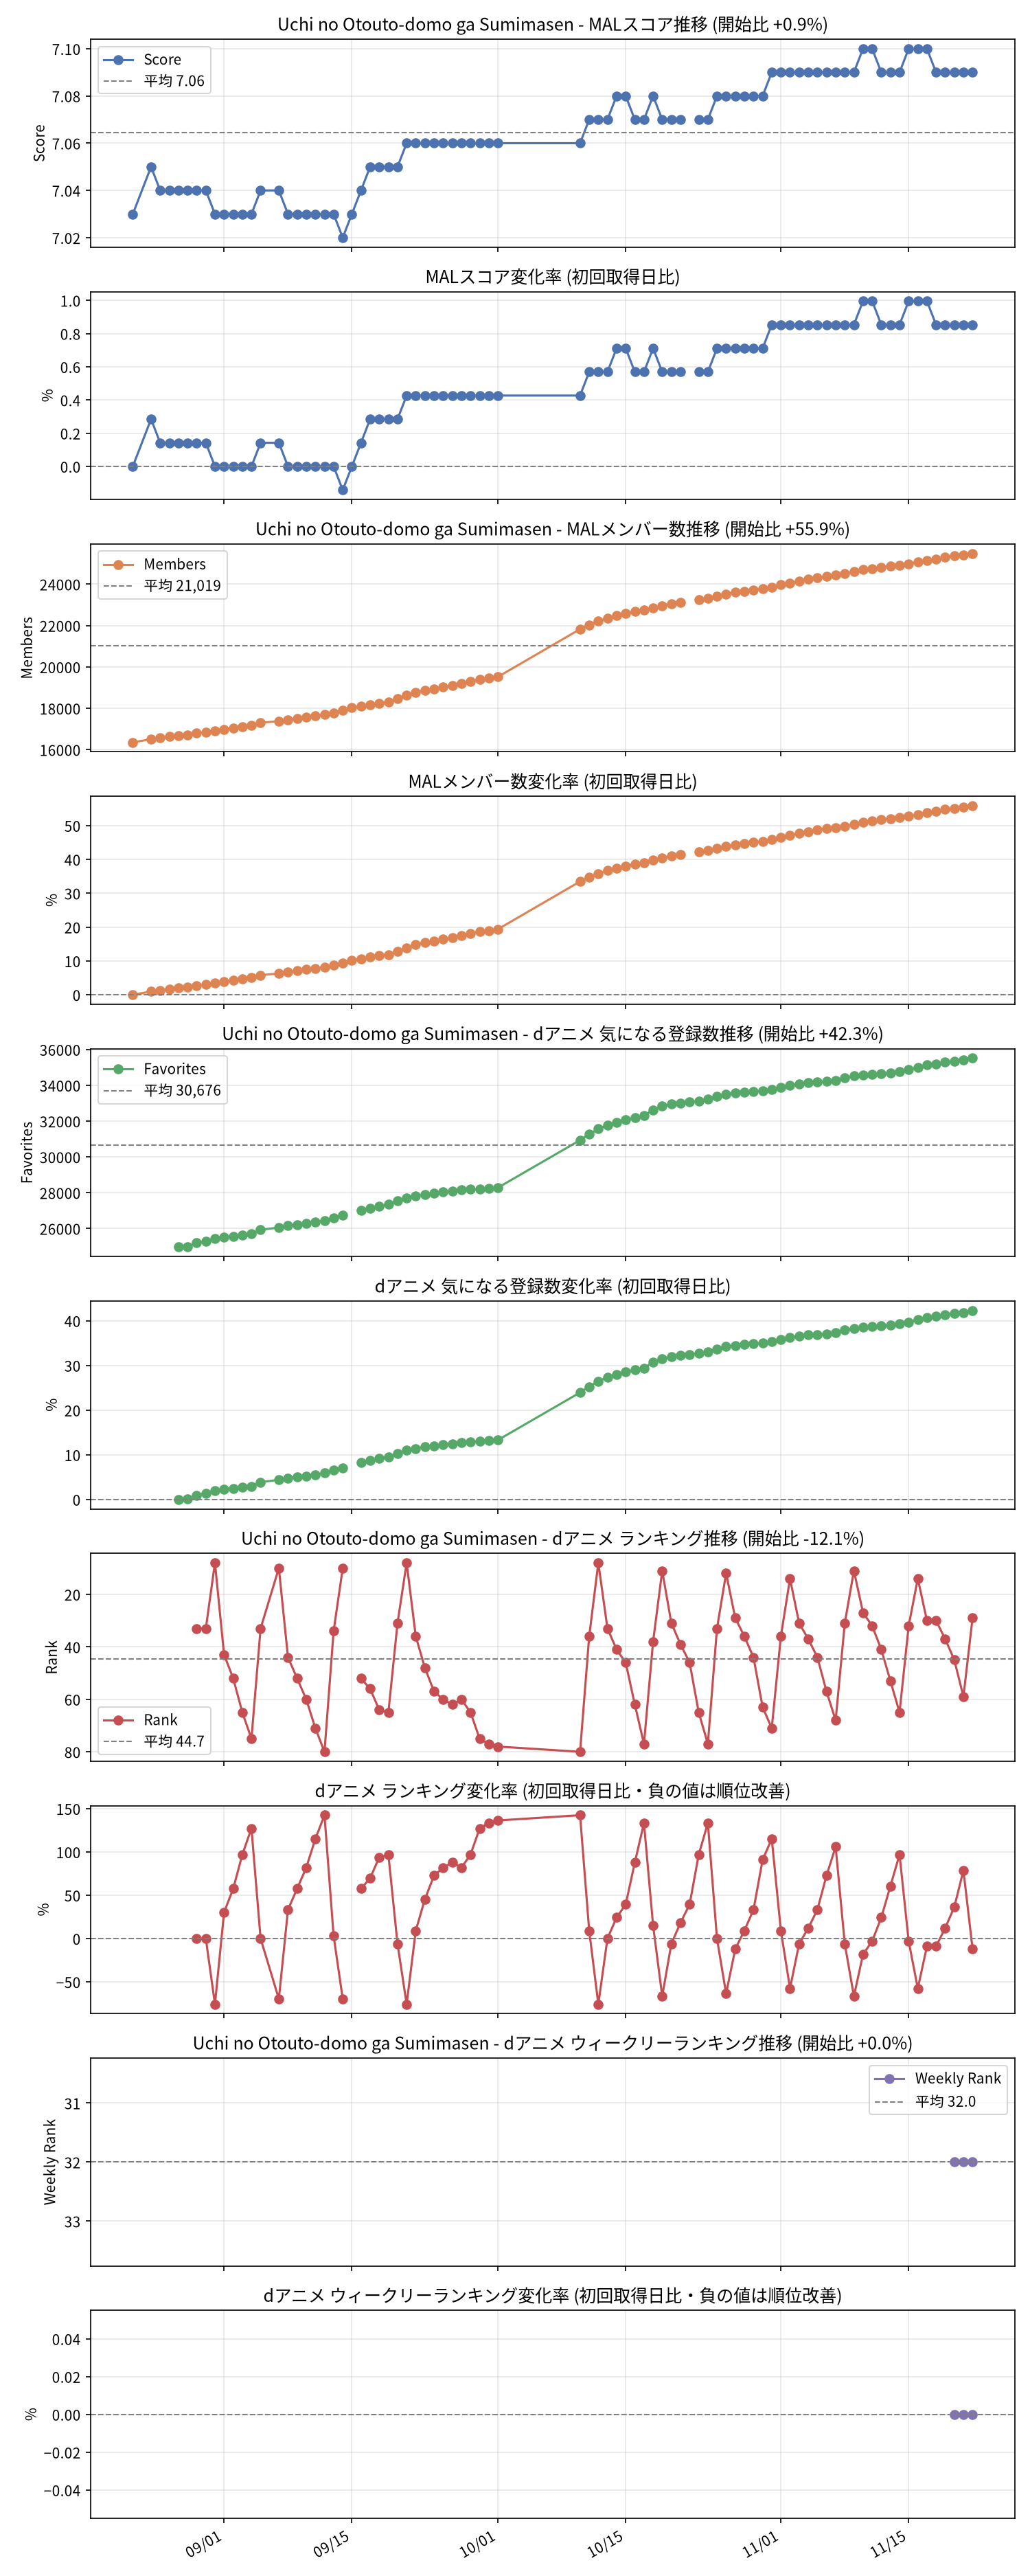 Uchi no Otouto-domo ga Sumimasen - MALスコア推移 (開始比 +0.9%)
Score
平均 7.06
Score
7.10
7.08
7.06
7.04
7.02
MALスコア変化率 (初回取得日比)
%
1.0
0.8
0.6
0.4
0.2
0.0
Uchi no Otouto-domo ga Sumimasen - MALメンバー数推移 (開始比 +55.9%)
Members
平均 21,019
Members
24000
22000
20000
18000
16000
MALメンバー数変化率 (初回取得日比)
%
50
40
30
20
10
0
Uchi no Otouto-domo ga Sumimasen - dアニメ 気になる登録数推移 (開始比 +42.3%)
Favorites
平均 30,676
Favorites
36000
34000
32000
30000
28000
26000
dアニメ 気になる登録数変化率 (初回取得日比)
%
40
30
20
10
0
Uchi no Otouto-domo ga Sumimasen - dアニメ ランキング推移 (開始比 -12.1%)
Rank
20
40
60
80
Rank
平均 44.7
dアニメ ランキング変化率 (初回取得日比・負の値は順位改善)
%
150
100
50
0
−50
Uchi no Otouto-domo ga Sumimasen - dアニメ ウィークリーランキング推移 (開始比 +0.0%)
Weekly Rank
平均 32.0
Weekly Rank
31
32
33
dアニメ ウィークリーランキング変化率 (初回取得日比・負の値は順位改善)
%
0.04
0.02
0.00
−0.02
−0.04
09/01
09/15
10/01
10/15
11/01
11/15